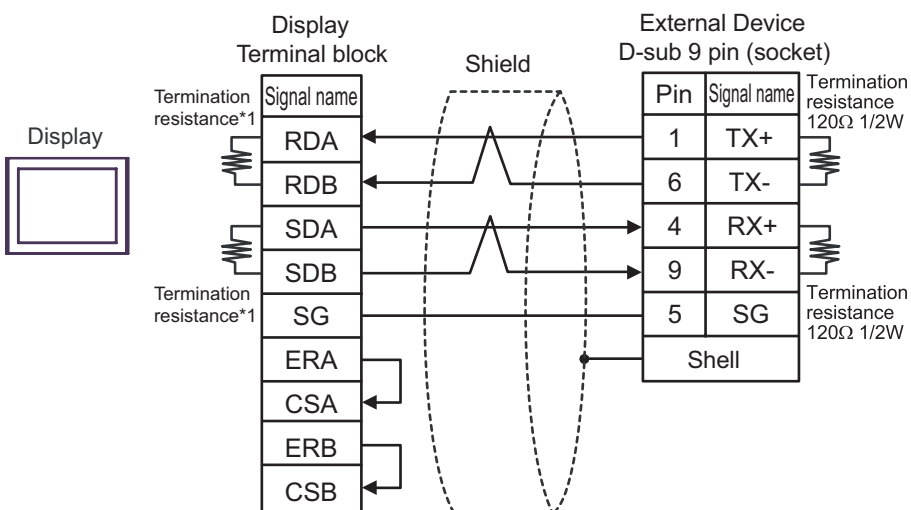 Display
Terminal block
Shield
External Device
D-sub 9 pin (socket)
Display
Termination
resistance*1
Termination
resistance*1
Signal name
RDA
RDB
SDA
SDB
SG
ERA
CSA
ERB
CSB
Pin Signal name
1 TX+
6 TX-
4 RX+
9 RX-
5 SG
Shell
Termination
resistance
120Ω 1/2W
Termination
resistance
120Ω 1/2W